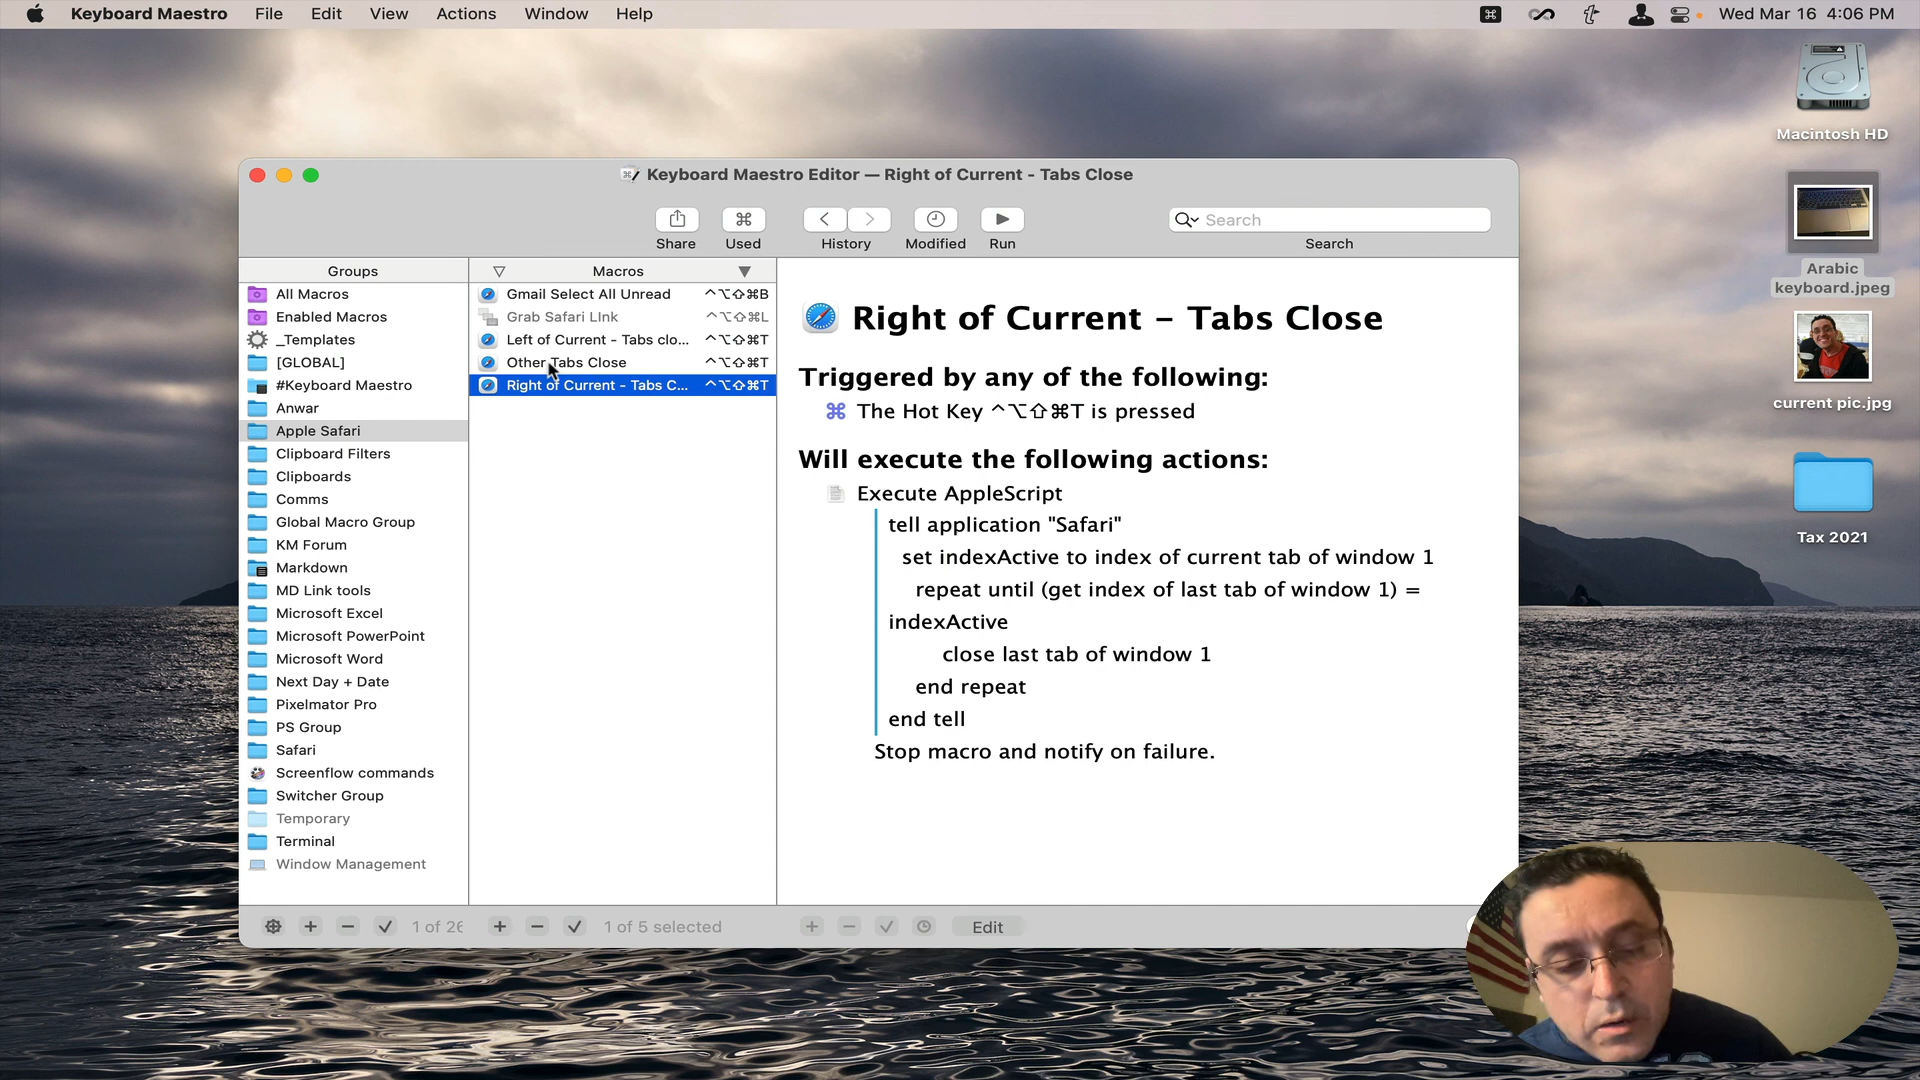 Keyboard Maestro File Edit View Actions Window Help Wed Mar 16 4:06 PM
Macintosh HD
Arabic
keyboard.jpeg
current pic.jpg
Tax 2021
Keyboard Maestro Editor — Right of Current - Tabs Close
Search
Share Used History Modified Run Search
Groups
All Macros
Enabled Macros
_Templates
[GLOBAL]
#Keyboard Maestro
Anwar
Apple Safari
Clipboard Filters
Clipboards
Comms
Global Macro Group
KM Forum
Markdown
MD Link tools
Microsoft Excel
Microsoft PowerPoint
Microsoft Word
Next Day + Date
Pixelmator Pro
PS Group
Safari
Screenflow commands
Switcher Group
Temporary
Terminal
Window Management
Macros
Gmail Select All Unread ⌃⌥⇧⌘B
Grab Safari LInk ⌃⌥⇧⌘L
Left of Current - Tabs clo... ⌃⌥⇧⌘T
Other Tabs Close ⌃⌥⇧⌘T
Right of Current - Tabs C... ⌃⌥⇧⌘T
Right of Current - Tabs Close
Triggered by any of the following:
⌘ The Hot Key ⌃⌥⇧⌘T is pressed
Will execute the following actions:
Execute AppleScript
tell application "Safari"
set indexActive to index of current tab of window 1
repeat until (get index of last tab of window 1) =
indexActive
close last tab of window 1
end repeat
end tell
Stop macro and notify on failure.
1 of 26 1 of 5 selected Edit